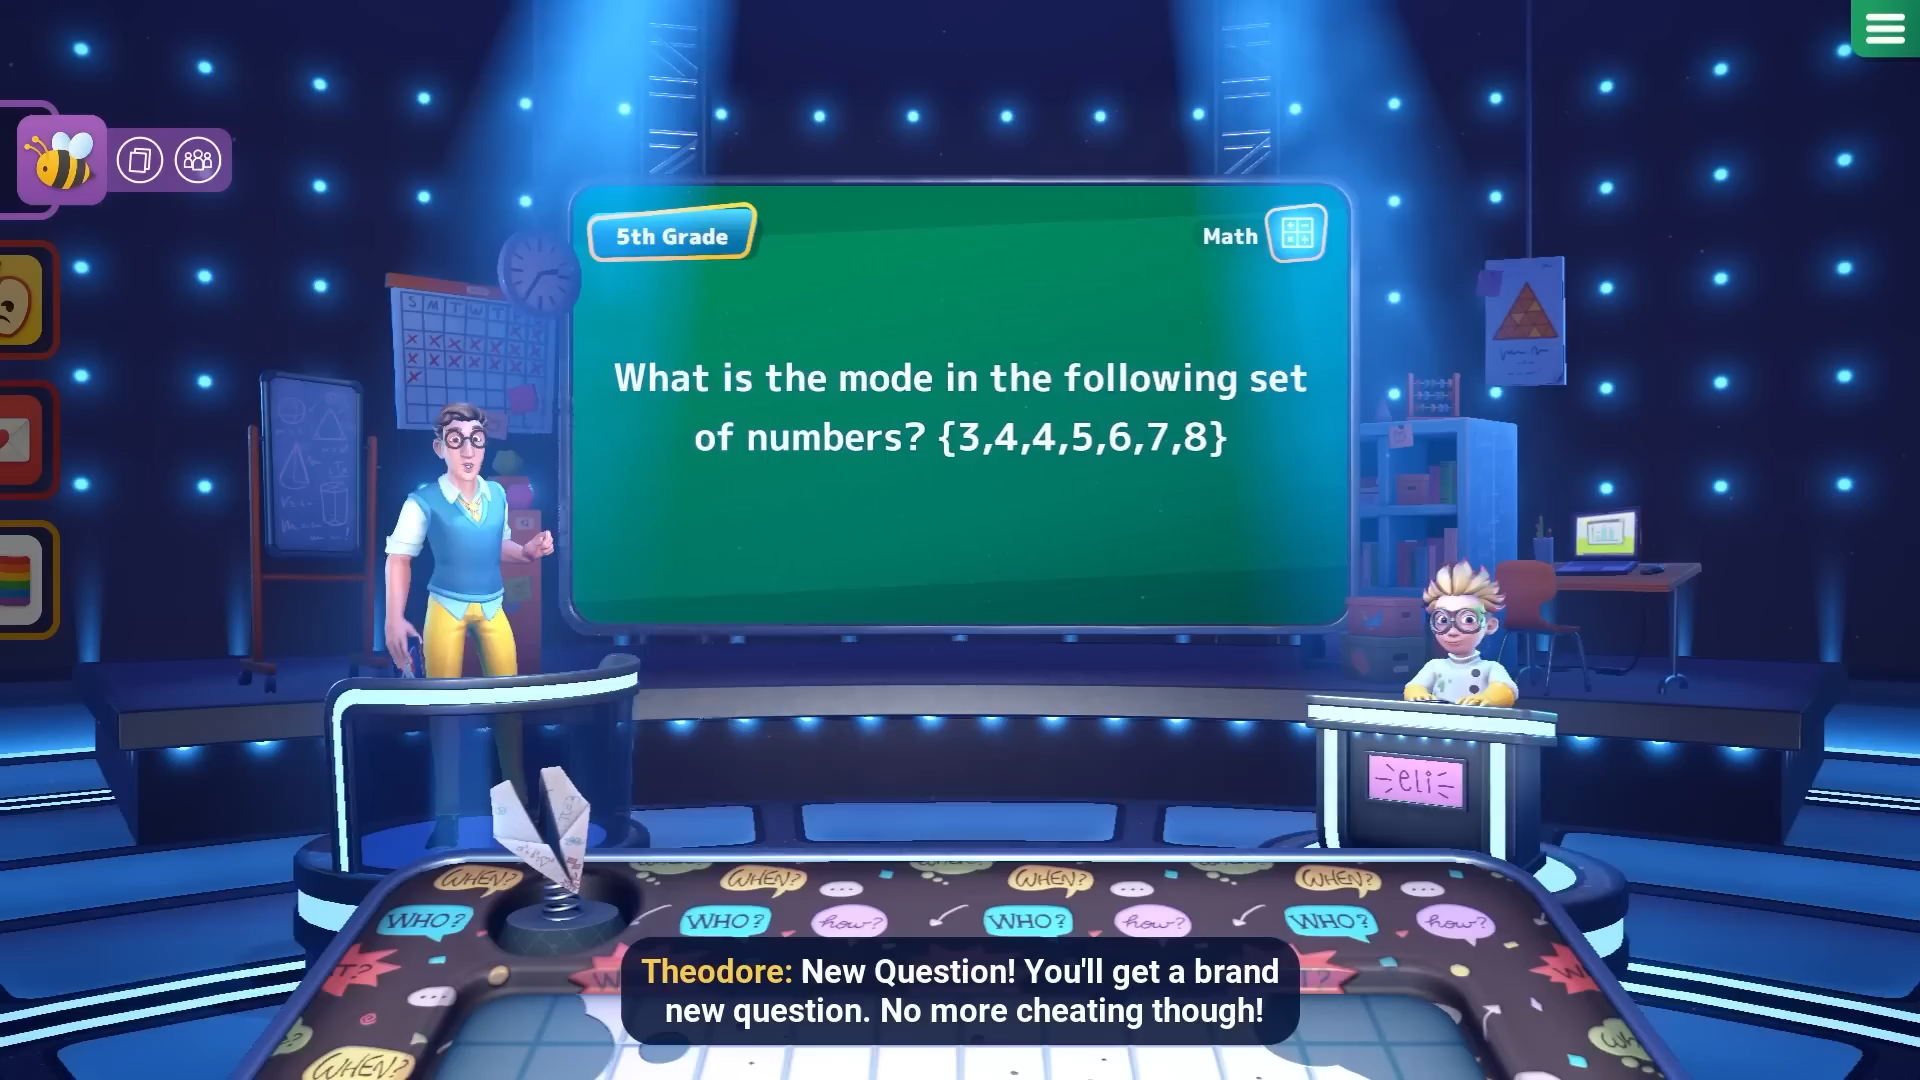 5th Grade
Math
What is the mode in the following set
of numbers? {3,4,4,5,6,7,8}
S M T W T
eli
WHEN? WHEN? WHEN? WHEN?
WHO? WHO? how? WHO? how? WHO? how?
Theodore: New Question! You'll get a brand
new question. No more cheating though!
WHEN?